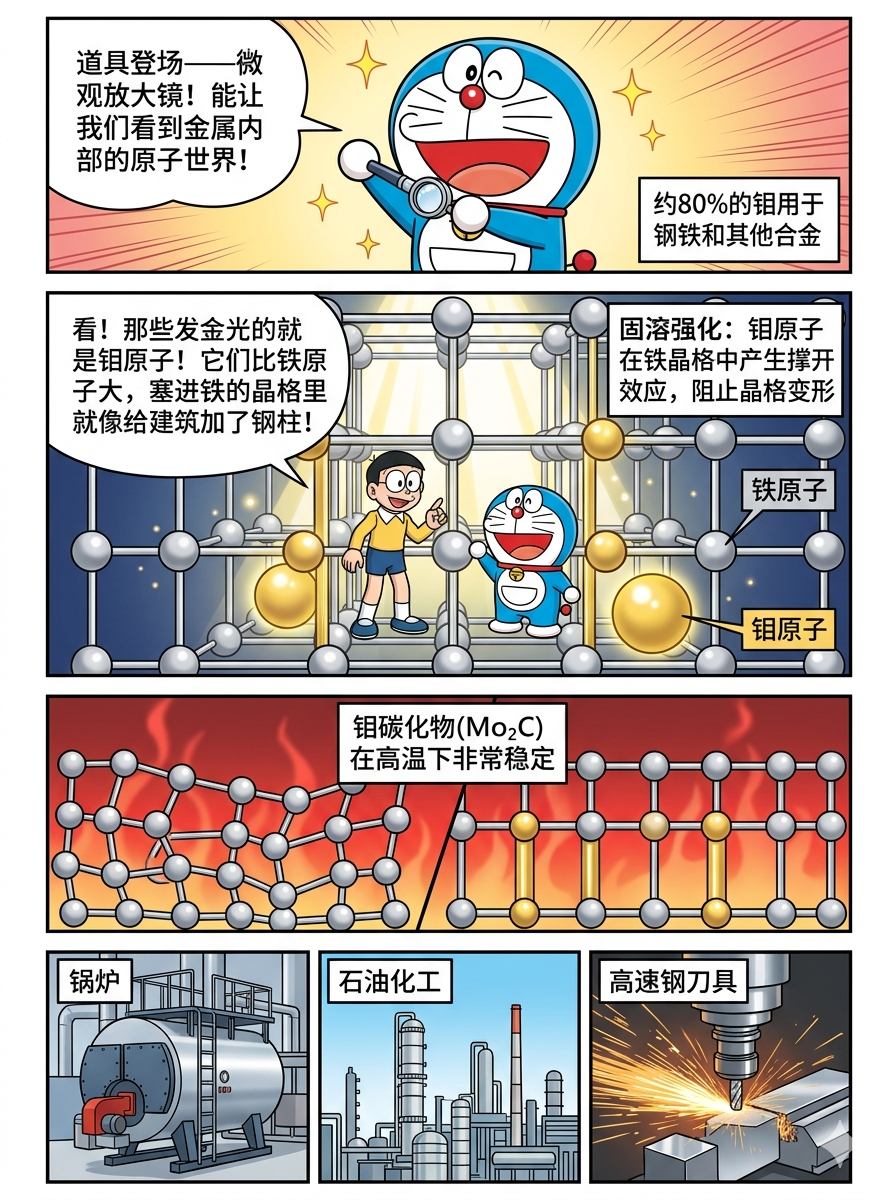 道具登场——微
观放大镜！能让
我们看到金属内
部的原子世界！
约80%的钼用于
钢铁和其他合金
看！那些发金光的就
是钼原子！它们比铁原
子大，塞进铁的晶格里
就像给建筑加了钢柱！
固溶强化：钼原子
在铁晶格中产生撑开
效应，阻止晶格变形
铁原子
钼原子
钼碳化物(Mo₂C)
在高温下非常稳定
锅炉
石油化工
高速钢刀具